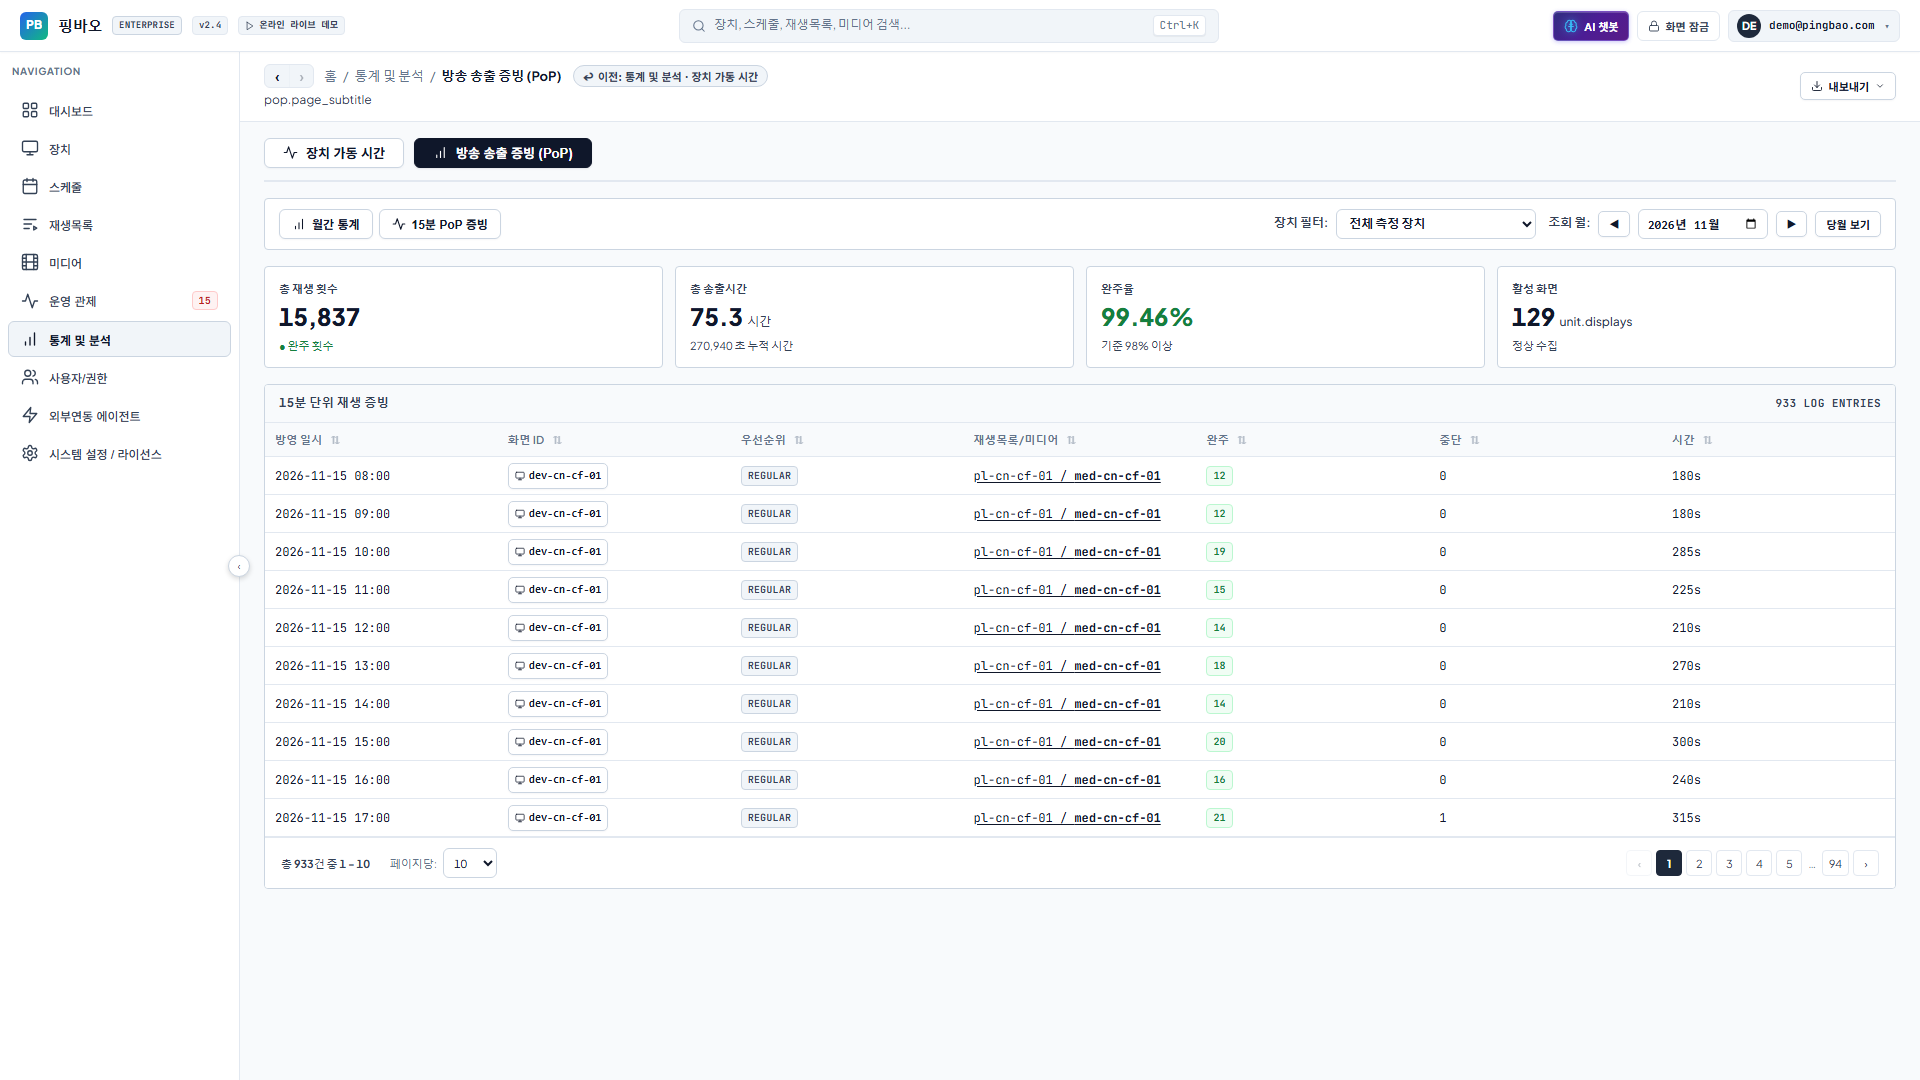 PB 핑바오 ENTERPRISE v2.4 온라인 라이브 데모 장치, 스케줄, 재생목록, 미디어 검색... Ctrl+K AI 챗봇 화면 잠금 DE demo@pingbao.com
NAVIGATION
대시보드
장치
스케줄
재생목록
미디어
운영 관제 15
통계 및 분석
사용자/권한
외부연동 에이전트
시스템 설정 / 라이선스
‹ › 홈 / 통계 및 분석 / 방송 송출 증빙 (PoP) ↩ 이전: 통계 및 분석 · 장치 가동 시간
pop.page_subtitle
내보내기
장치 가동 시간 방송 송출 증빙 (PoP)
월간 통계 15분 PoP 증빙 장치 필터: 전체 측정 장치 조회 월: ◀ 2026년 11월 ▶ 당월 보기
총 재생 횟수
15,837
● 완주 횟수
총 송출시간
75.3 시간
270,940 초 누적 시간
완주율
99.46%
기준 98% 이상
활성 화면
129 unit.displays
정상 수집
15분 단위 재생 증빙 933 LOG ENTRIES
방영 일시 ⇅ 화면 ID ⇅ 우선순위 ⇅ 재생목록/미디어 ⇅ 완주 ⇅ 중단 ⇅ 시간 ⇅
2026-11-15 08:00 dev-cn-cf-01 REGULAR pl-cn-cf-01 / med-cn-cf-01 12 0 180s
2026-11-15 09:00 dev-cn-cf-01 REGULAR pl-cn-cf-01 / med-cn-cf-01 12 0 180s
2026-11-15 10:00 dev-cn-cf-01 REGULAR pl-cn-cf-01 / med-cn-cf-01 19 0 285s
2026-11-15 11:00 dev-cn-cf-01 REGULAR pl-cn-cf-01 / med-cn-cf-01 15 0 225s
2026-11-15 12:00 dev-cn-cf-01 REGULAR pl-cn-cf-01 / med-cn-cf-01 14 0 210s
2026-11-15 13:00 dev-cn-cf-01 REGULAR pl-cn-cf-01 / med-cn-cf-01 18 0 270s
2026-11-15 14:00 dev-cn-cf-01 REGULAR pl-cn-cf-01 / med-cn-cf-01 14 0 210s
2026-11-15 15:00 dev-cn-cf-01 REGULAR pl-cn-cf-01 / med-cn-cf-01 20 0 300s
2026-11-15 16:00 dev-cn-cf-01 REGULAR pl-cn-cf-01 / med-cn-cf-01 16 0 240s
2026-11-15 17:00 dev-cn-cf-01 REGULAR pl-cn-cf-01 / med-cn-cf-01 21 1 315s
총 933건 중 1 – 10 페이지당: 10 ‹ 1 2 3 4 5 … 94 ›